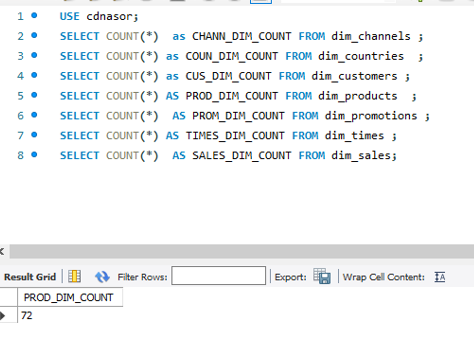 1 USE cdnasor;
2 SELECT COUNT(*)  as CHANN_DIM_COUNT FROM dim_channels ;
3 SELECT COUNT(*) as COUN_DIM_COUNT FROM dim_countries  ;
4 SELECT COUNT(*) as CUS_DIM_COUNT FROM dim_customers ;
5 SELECT COUNT(*) AS PROD_DIM_COUNT FROM dim_products  ;
6 SELECT COUNT(*)  AS PROM_DIM_COUNT FROM dim_promotions ;
7 SELECT COUNT(*) AS TIMES_DIM_COUNT FROM dim_times ;
8 SELECT COUNT(*)  AS SALES_DIM_COUNT FROM dim_sales;
Result Grid Filter Rows: Export: Wrap Cell Content: IA
PROD_DIM_COUNT
72